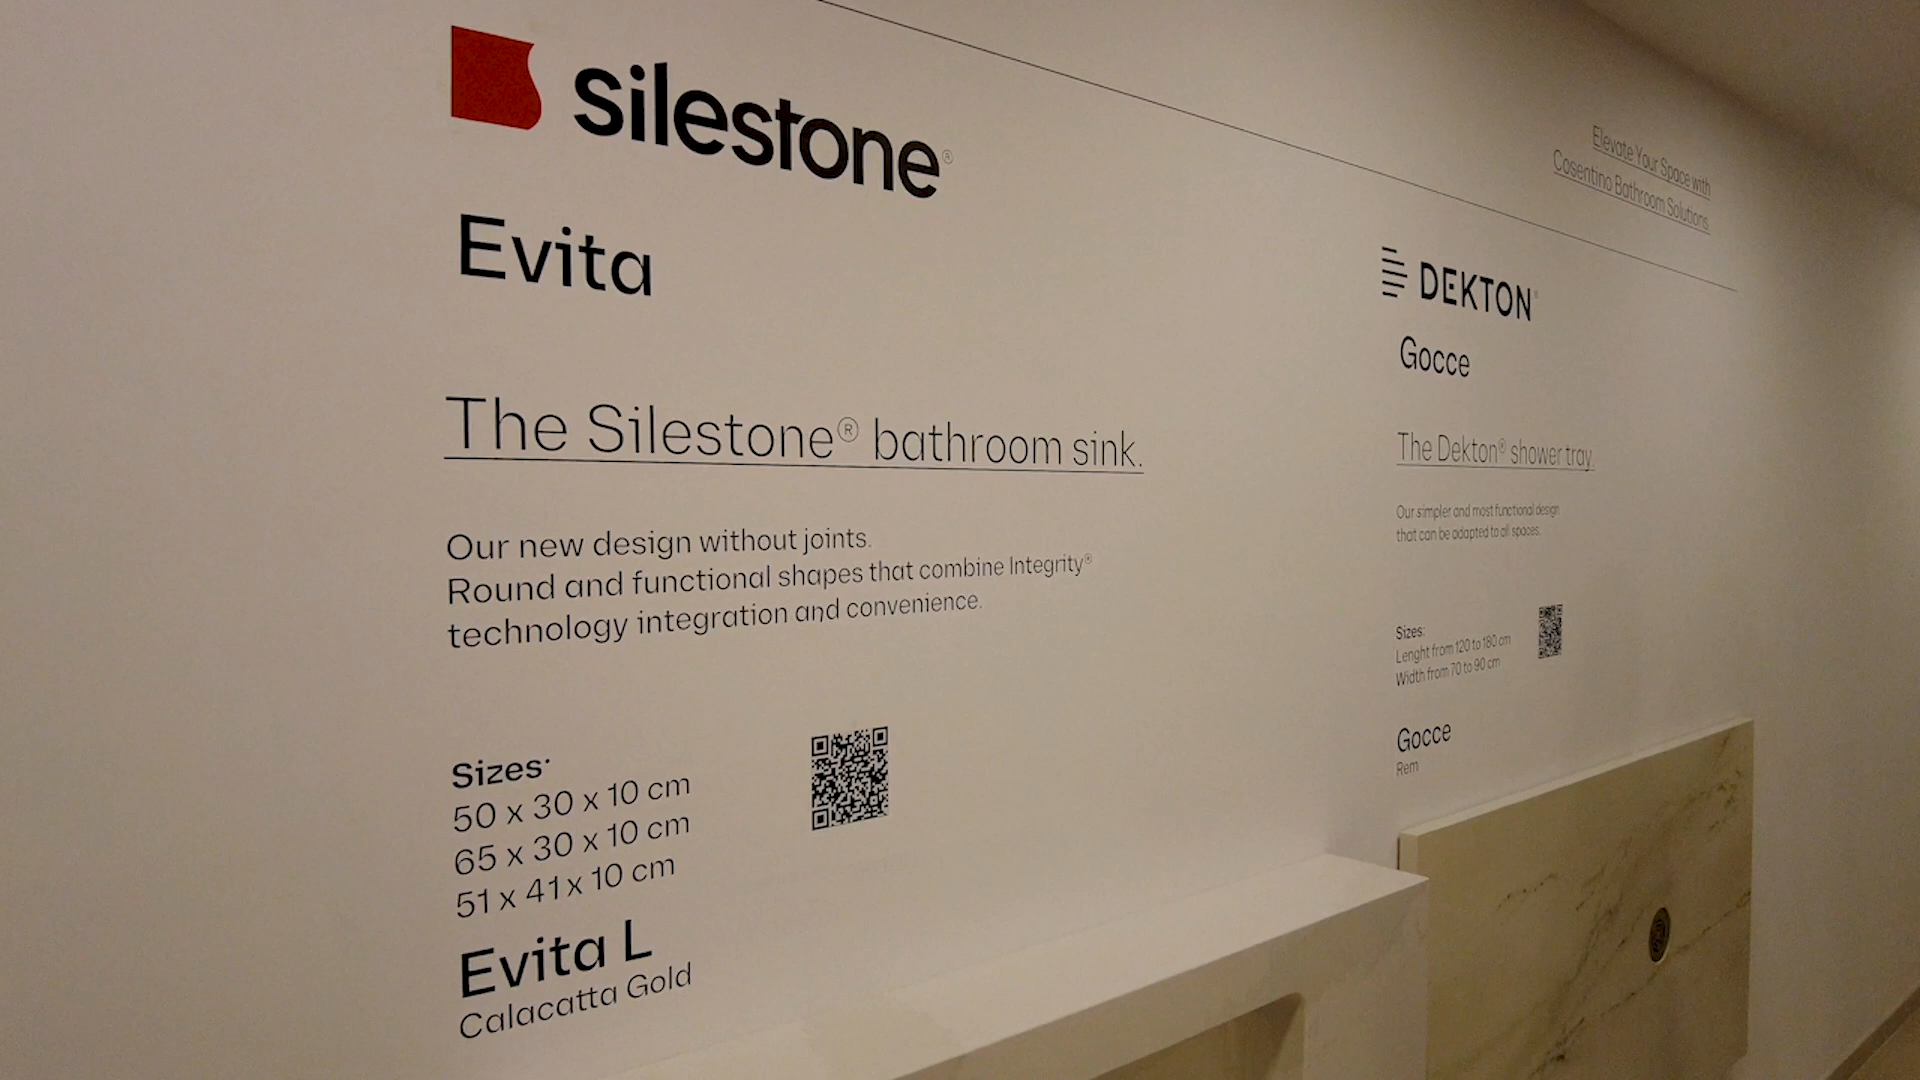 silestone®
Evita
The Silestone® bathroom sink.
Our new design without joints.
Round and functional shapes that combine Integrity®
technology integration and convenience.
Sizes:
50 x 30 x 10 cm
65 x 30 x 10 cm
51 x 41 x 10 cm
Evita L
Calacatta Gold
Elevate Your Space with
Cosentino Bathroom Solutions.
DEKTON®
Gocce
The Dekton® shower tray.
Our simpler and most functional design
that can be adapted to all spaces.
Sizes:
Lenght from 120 to 180 cm
Width from 70 to 90 cm
Gocce
Rem